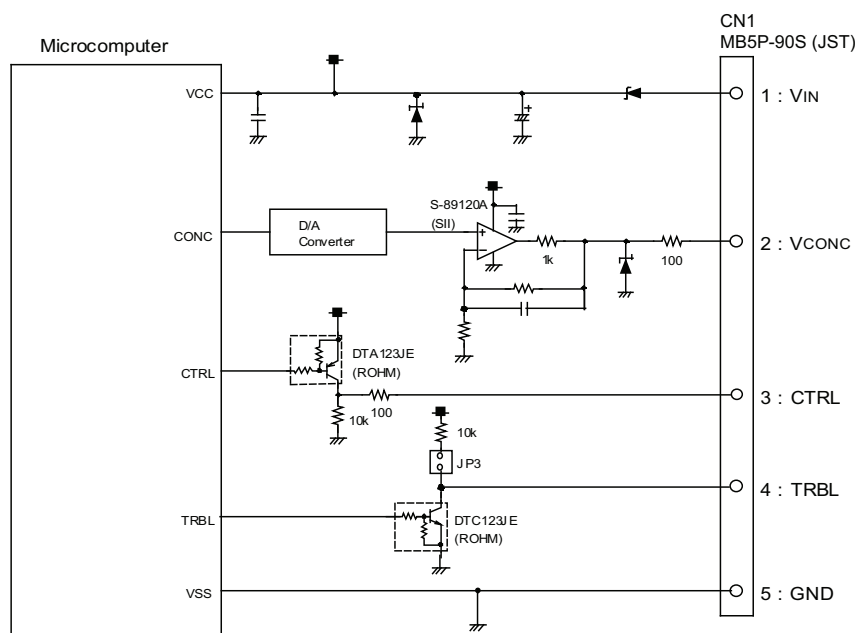 CN1
MB5P-90S (JST)
Microcomputer
VCC
1 : VIN
S-89120A
(SII)
D/A
Converter
CONC
+
−
1k
100
2 : VCONC
DTA123JE
(ROHM)
CTRL
10k
100
3 : CTRL
10k
JP3
4 : TRBL
TRBL
DTC123JE
(ROHM)
VSS
5 : GND